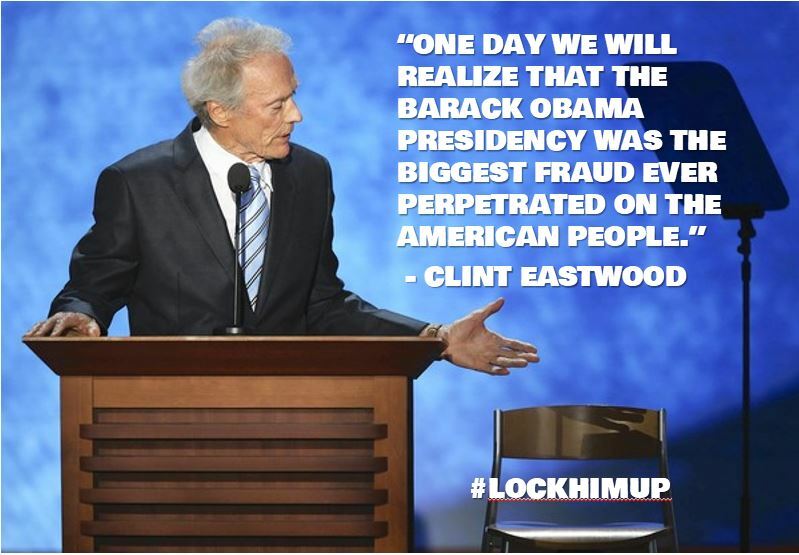 “ONE DAY WE WILL
REALIZE THAT THE
BARACK OBAMA
PRESIDENCY WAS THE
BIGGEST FRAUD EVER
PERPETRATED ON THE
AMERICAN PEOPLE.”
- CLINT EASTWOOD
#LOCKHIMUP